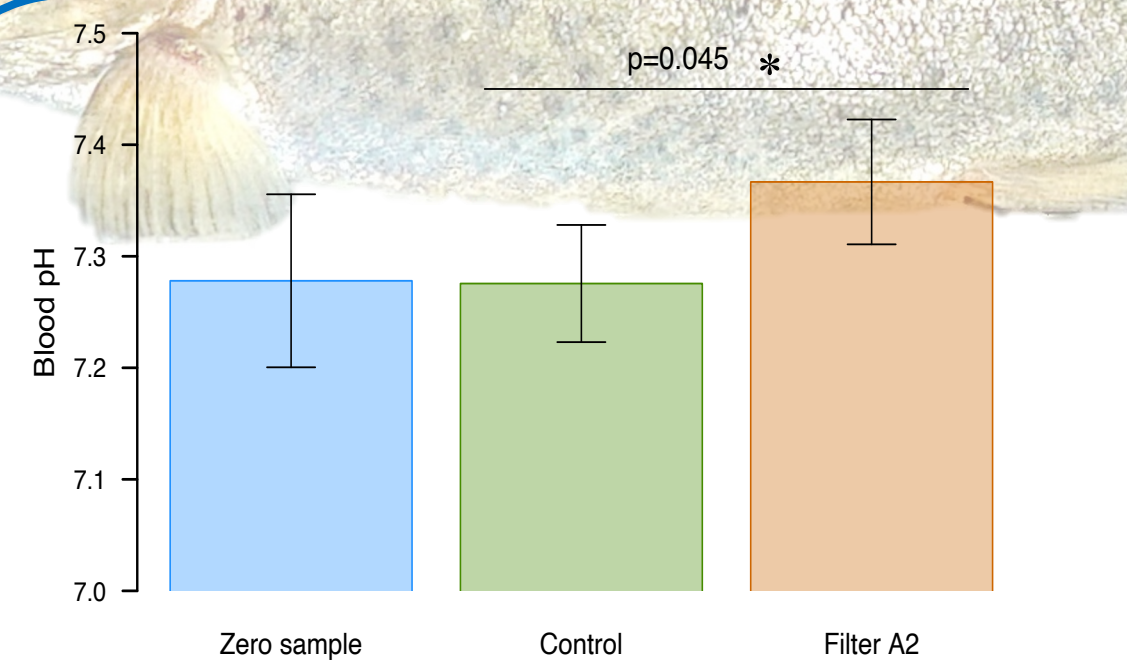 p=0.045 *
Blood pH
7.5
7.4
7.3
7.2
7.1
7.0
Zero sample
Control
Filter A2